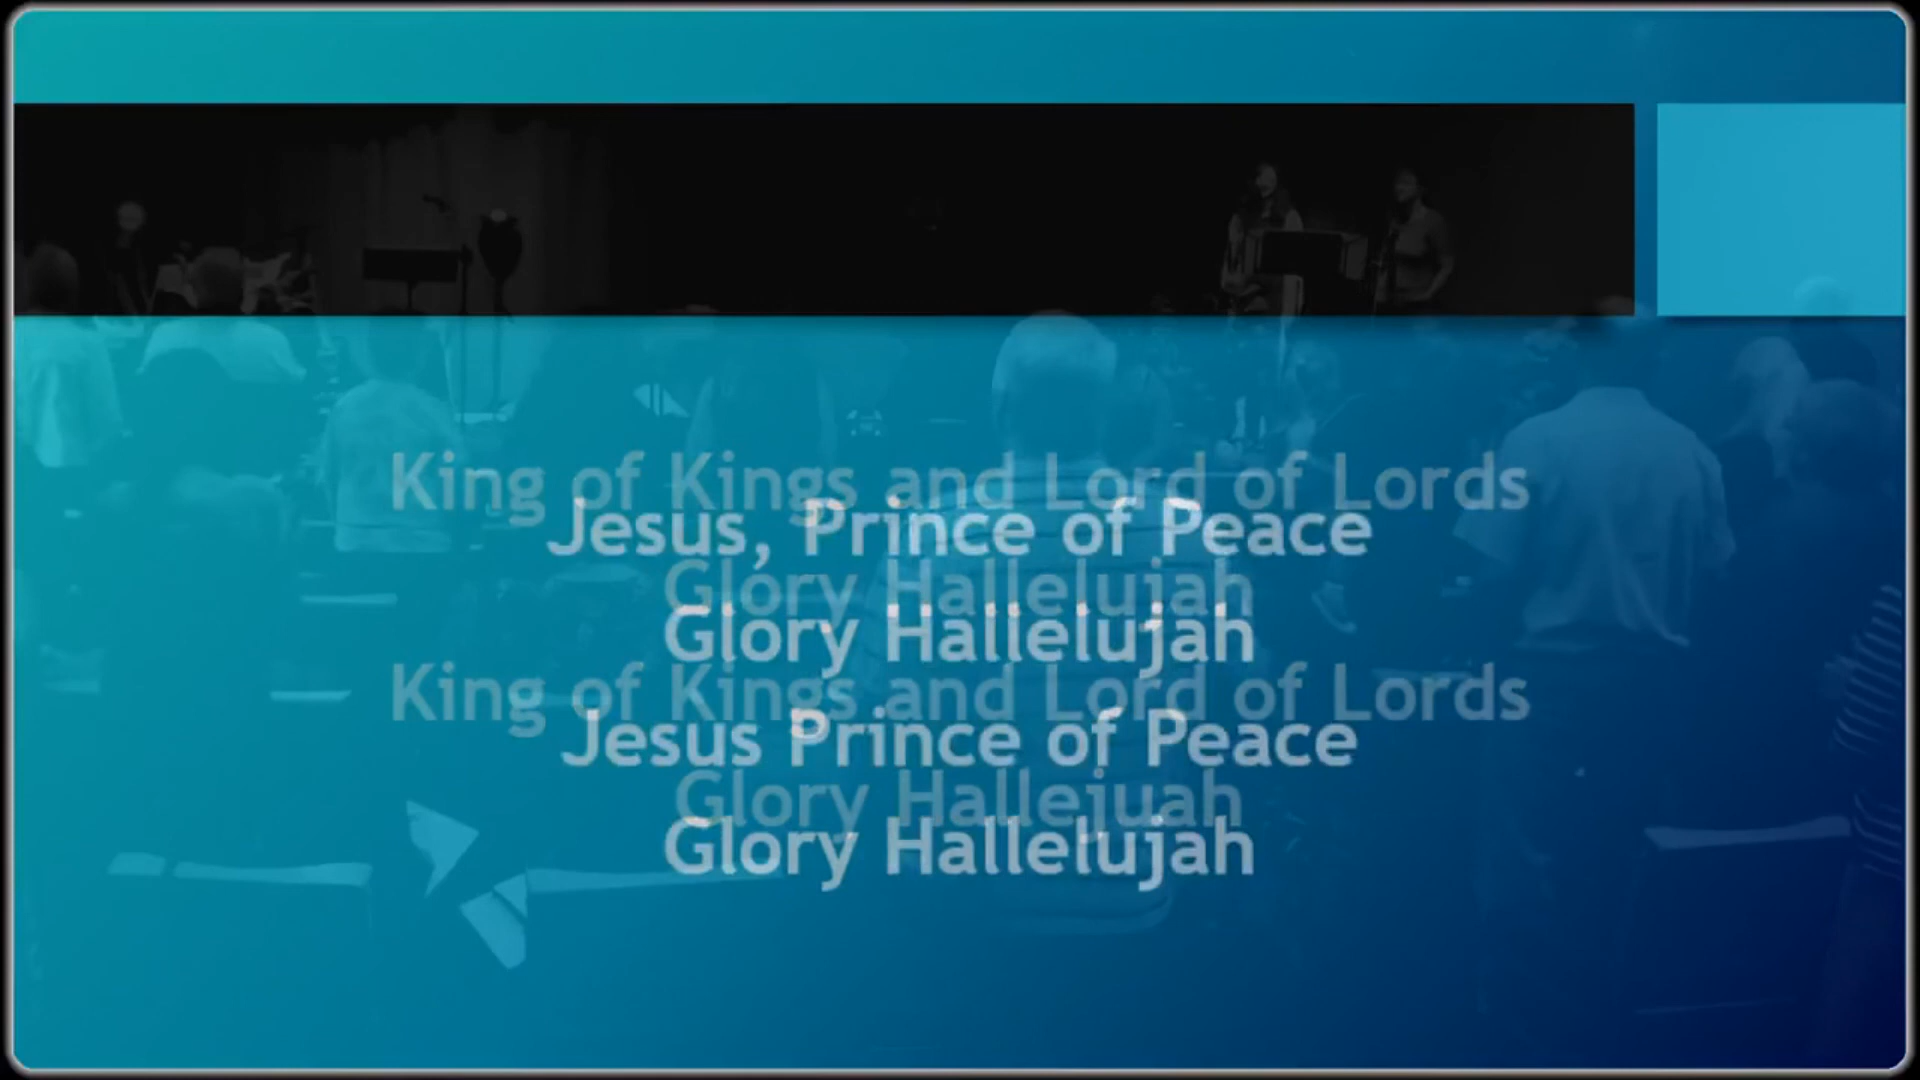 King of Kings and Lord of Lords
Jesus, Prince of Peace
Glory Hallelujah
Glory Hallelujah
King of Kings and Lord of Lords
Jesus Prince of Peace
Glory Hallejuah
Glory Hallelujah